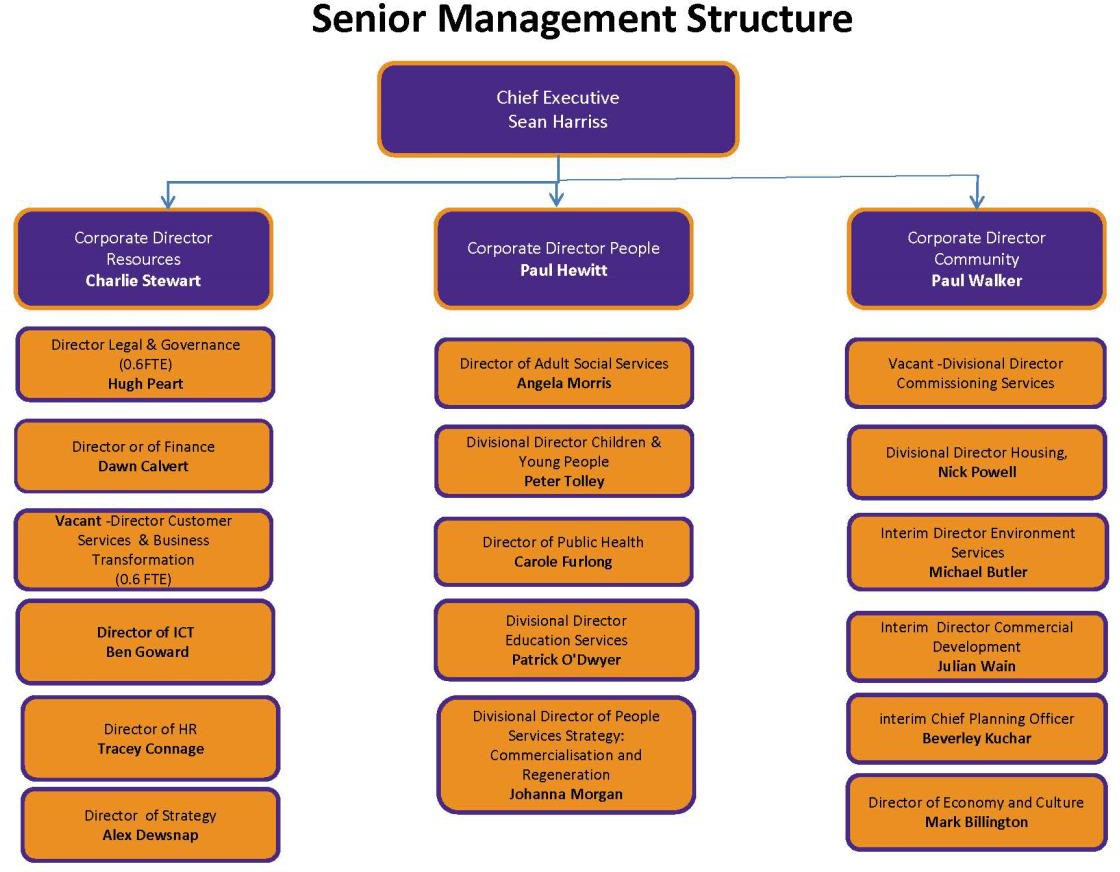 Senior Management Structure
Chief Executive
Sean Harriss
Corporate Director
Resources
Charlie Stewart
Corporate Director People
Paul Hewitt
Corporate Director
Community
Paul Walker
Director Legal & Governance
(0.6FTE)
Hugh Peart
Director or of Finance
Dawn Calvert
Vacant -Director Customer
Services & Business
Transformation
(0.6 FTE)
Director of ICT
Ben Goward
Director of HR
Tracey Connage
Director of Strategy
Alex Dewsnap
Director of Adult Social Services
Angela Morris
Divisional Director Children &
Young People
Peter Tolley
Director of Public Health
Carole Furlong
Divisional Director
Education Services
Patrick O'Dwyer
Divisional Director of People
Services Strategy:
Commercialisation and
Regeneration
Johanna Morgan
Vacant -Divisional Director
Commissioning Services
Divisional Director Housing,
Nick Powell
Interim Director Environment
Services
Michael Butler
Interim Director Commercial
Development
Julian Wain
interim Chief Planning Officer
Beverley Kuchar
Director of Economy and Culture
Mark Billington